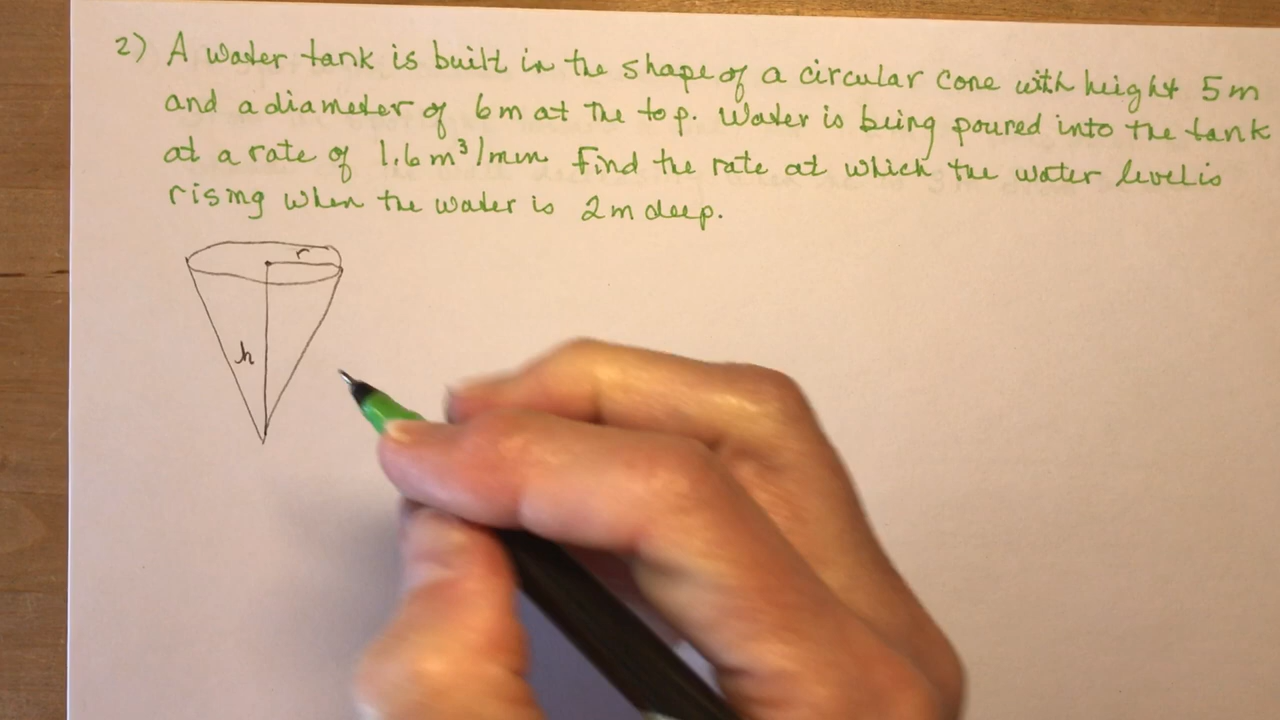 2) A water tank is built in the shape of a circular cone with height 5m
and a diameter of 6m at the top. Water is being poured into the tank
at a rate of 1.6m³/min Find the rate at which the water level is
rising when the water is 2m deep.
r
h